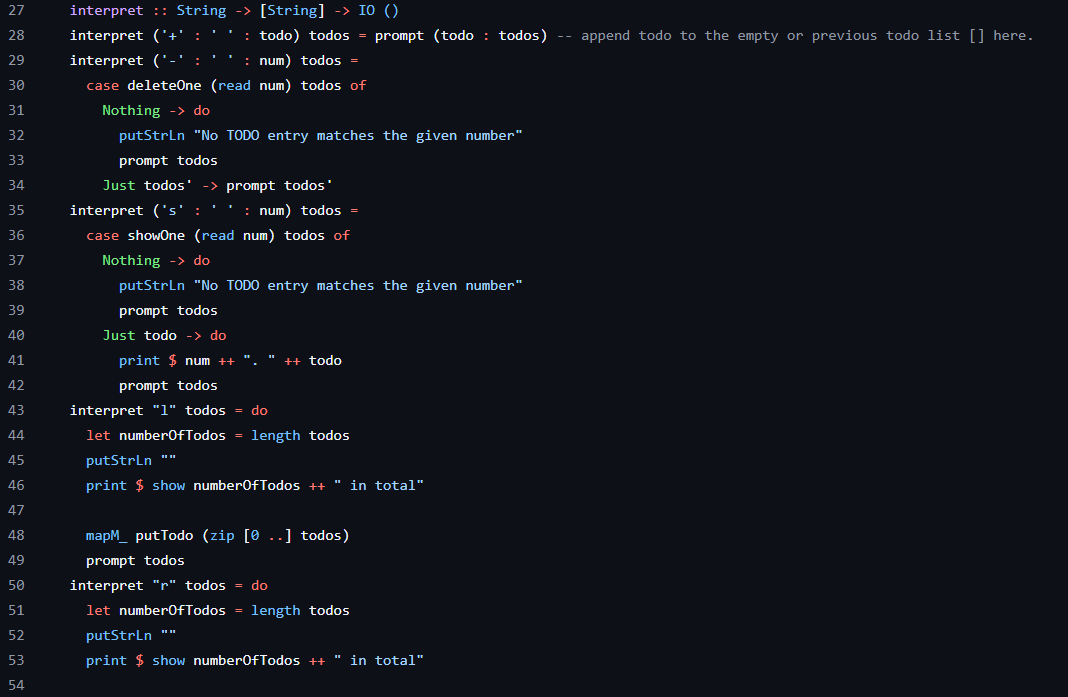 27 interpret :: String -> [String] -> IO ()
28 interpret ('+' : ' ' : todo) todos = prompt (todo : todos) -- append todo to the empty or previous todo list [] here.
29 interpret ('-' : ' ' : num) todos =
30   case deleteOne (read num) todos of
31     Nothing -> do
32       putStrLn "No TODO entry matches the given number"
33       prompt todos
34     Just todos' -> prompt todos'
35 interpret ('s' : ' ' : num) todos =
36   case showOne (read num) todos of
37     Nothing -> do
38       putStrLn "No TODO entry matches the given number"
39       prompt todos
40     Just todo -> do
41       print $ num ++ ". " ++ todo
42       prompt todos
43 interpret "l" todos = do
44   let numberOfTodos = length todos
45   putStrLn ""
46   print $ show numberOfTodos ++ " in total"
47
48   mapM_ putTodo (zip [0 ..] todos)
49   prompt todos
50 interpret "r" todos = do
51   let numberOfTodos = length todos
52   putStrLn ""
53   print $ show numberOfTodos ++ " in total"
54